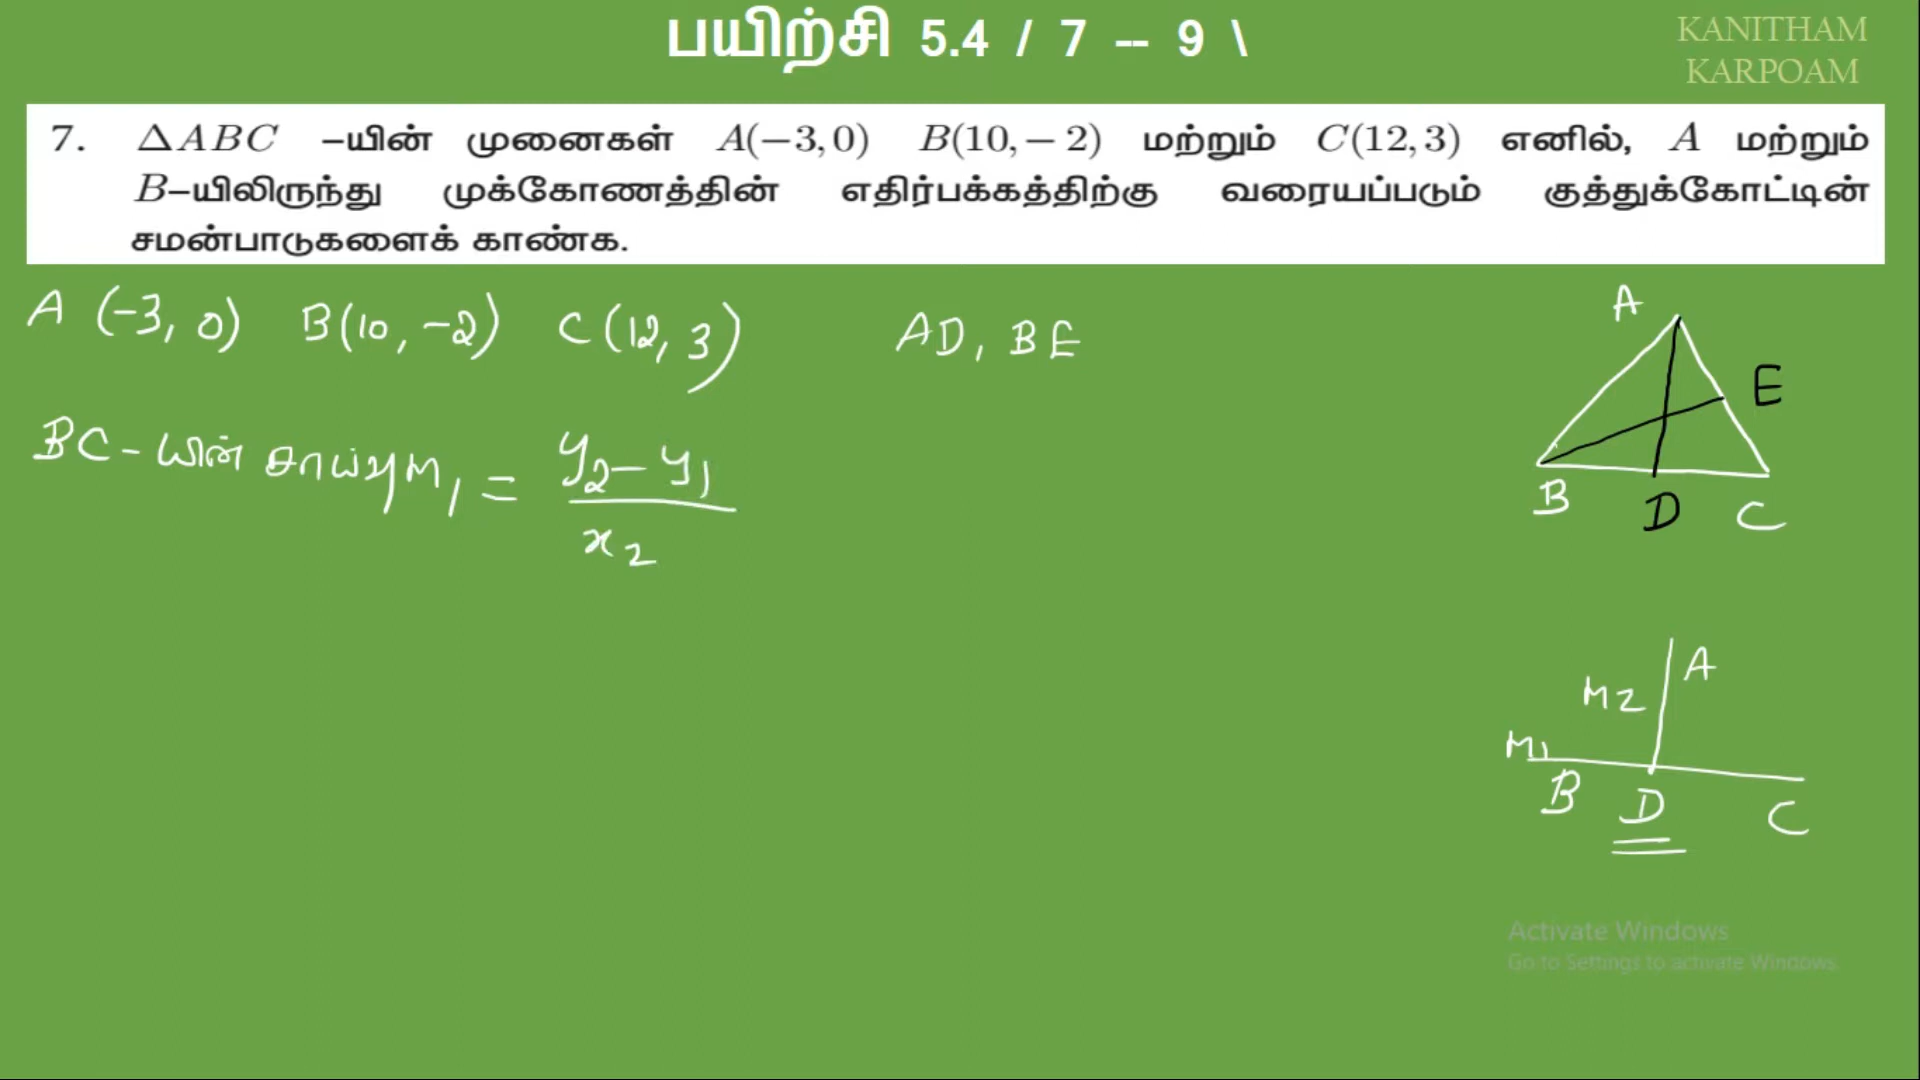 பயிற்சி 5.4 / 7 -- 9 \
KANITHAM
KARPOAM
7. ΔABC -யின் முனைகள் A(−3, 0) B(10, − 2) மற்றும் C(12, 3) எனில், A மற்றும்
B-யிலிருந்து முக்கோணத்தின் எதிர்பக்கத்திற்கு வரையப்படும் குத்துக்கோட்டின்
சமன்பாடுகளைக் காண்க.
A (-3, 0) B(10, -2) C(12, 3) AD, BE
BC - யின் சாய்வு M1 = y2 - y1
x2
A
E
B D C
A
M2
M1
B D C
Activate Windows
Go to Settings to activate Windows.